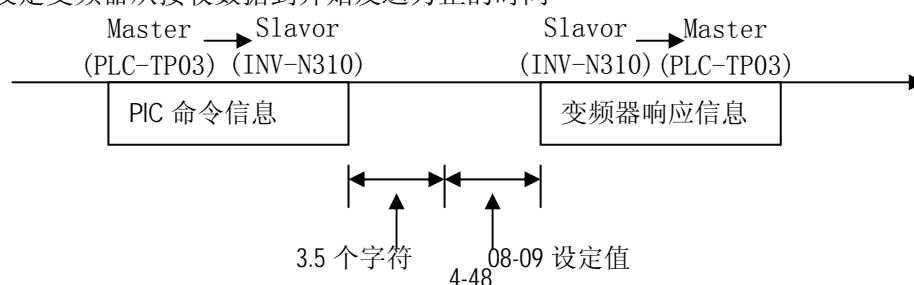 设定变频器从接收数据到开始发送为止的时间
Master → Slavor Slavor → Master
(PLC-TP03) (INV-N310) (INV-N310) (PLC-TP03)
PIC 命令信息 变频器响应信息
3.5 个字符 08-09 设定值
4-48